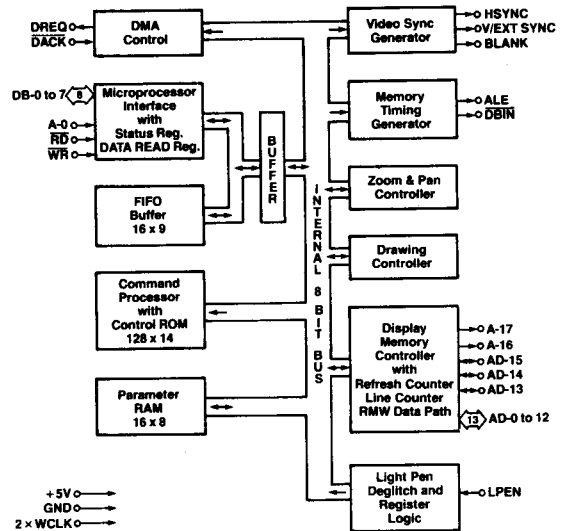 DREQ
DACK
DMA
Control
Video Sync
Generator
HSYNC
V/EXT SYNC
BLANK
DB-0 to 7
8
A-0
RD
WR
Microprocessor
Interface
with
Status Reg.
DATA READ Reg.
BUFFER
Memory
Timing
Generator
ALE
DBIN
FIFO
Buffer
16 x 9
INTERNAL 8 BIT BUS
Zoom & Pan
Controller
Drawing
Controller
Command
Processor
with
Control ROM
128 x 14
Display
Memory
Controller
with
Refresh Counter
Line Counter
RMW Data Path
A-17
A-16
AD-15
AD-14
AD-13
13
AD-0 to 12
Parameter
RAM
16 x 8
Light Pen
Deglitch and
Register
Logic
LPEN
+5V
GND
2 × WCLK